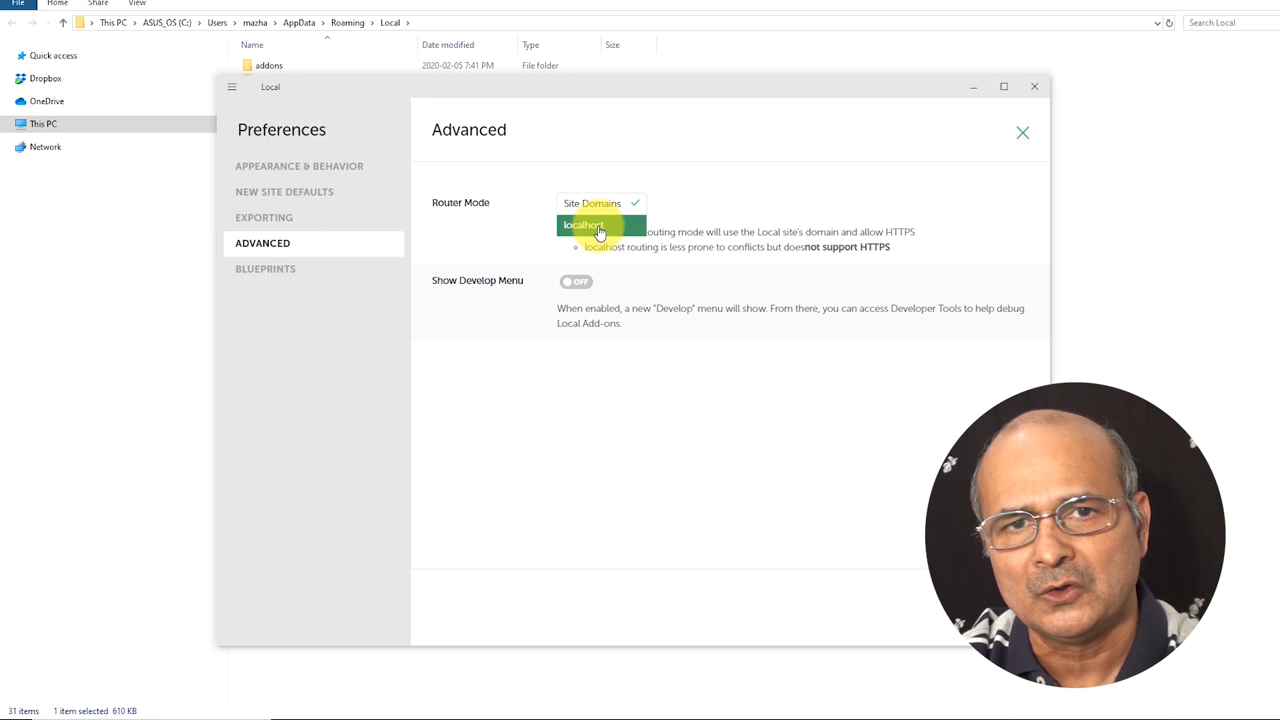 File
Home
Share
View
This PC > ASUS_OS (C:) > Users > mazha > AppData > Roaming > Local >
Search Local
Quick access
Dropbox
OneDrive
This PC
Network
Name
Date modified
Type
Size
addons
2020-02-05 7:41 PM
File folder
Local
Preferences
APPEARANCE & BEHAVIOR
NEW SITE DEFAULTS
EXPORTING
ADVANCED
BLUEPRINTS
Advanced
Router Mode
Site Domains
localhost
routing mode will use the Local site's domain and allow HTTPS
localhost routing is less prone to conflicts but doesnot support HTTPS
Show Develop Menu
OFF
When enabled, a new "Develop" menu will show. From there, you can access Developer Tools to help debug
Local Add-ons.
31 items
1 item selected 610 KB